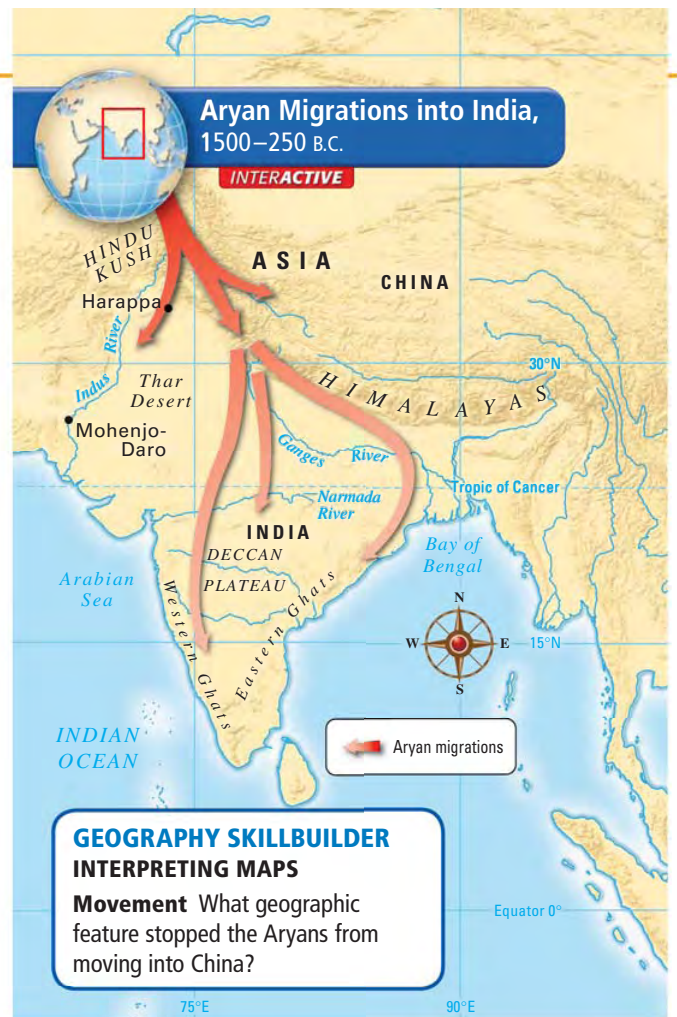 Aryan Migrations into India,
1500–250 B.C.
INTERACTIVE
HINDU
KUSH
ASIA
CHINA
Harappa
Indus River
30°N
Thar
Desert
HIMALAYAS
Mohenjo-
Daro
Ganges River
Tropic of Cancer
Narmada
River
INDIA
DECCAN
PLATEAU
Bay of
Bengal
Arabian
Sea
Western Ghats
Eastern Ghats
N
W
E
S
15°N
INDIAN
OCEAN
Aryan migrations
GEOGRAPHY SKILLBUILDER
INTERPRETING MAPS
Movement What geographic
feature stopped the Aryans from
moving into China?
Equator 0°
75°E
90°E